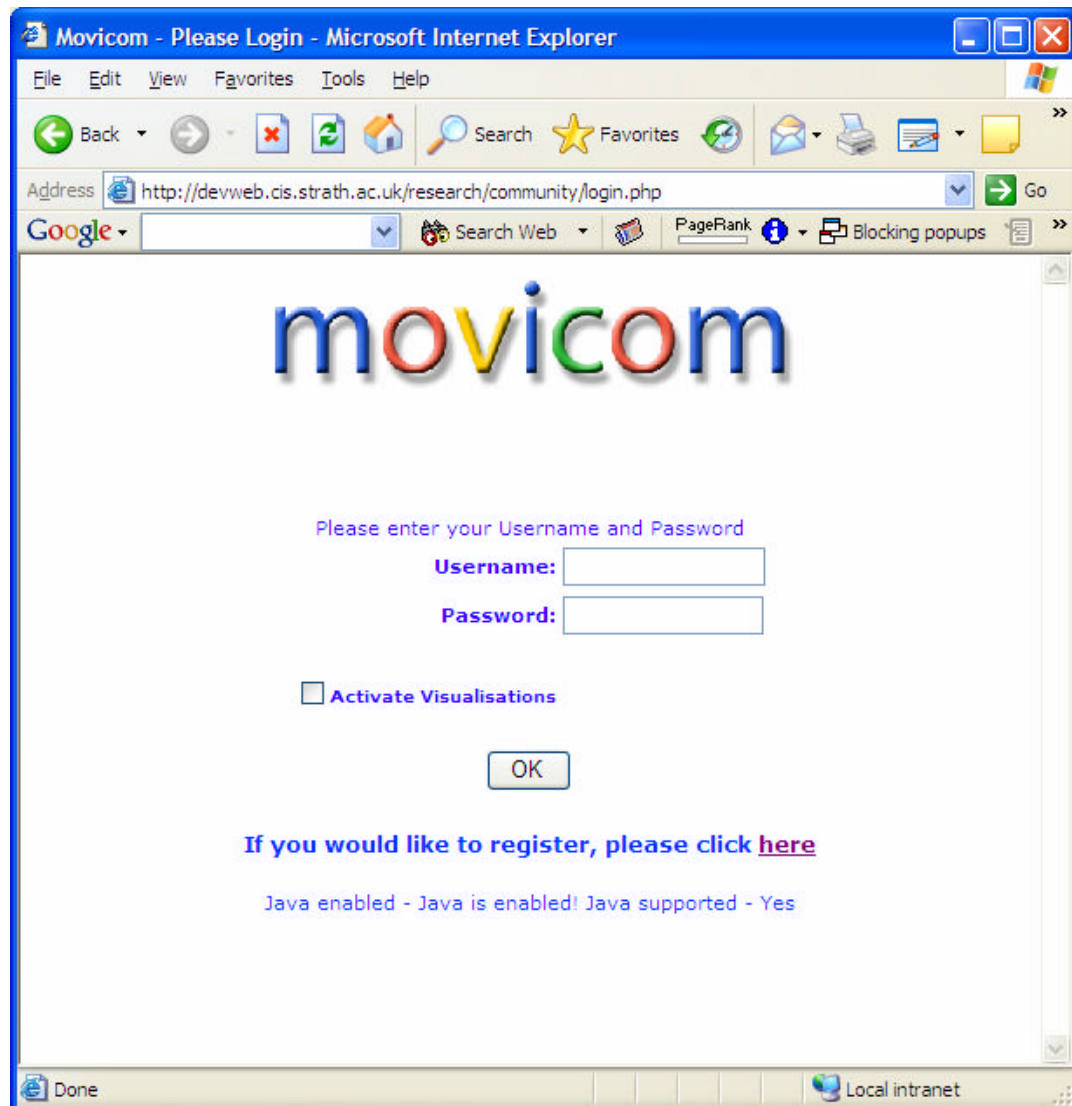 Movicom - Please Login - Microsoft Internet Explorer
File Edit View Favorites Tools Help
Back Search Favorites »
Address http://devweb.cis.strath.ac.uk/research/community/login.php Go
Google Search Web PageRank Blocking popups »
movicom
Please enter your Username and Password
Username:
Password:
Activate Visualisations
OK
If you would like to register, please click here
Java enabled - Java is enabled! Java supported - Yes
Done Local intranet